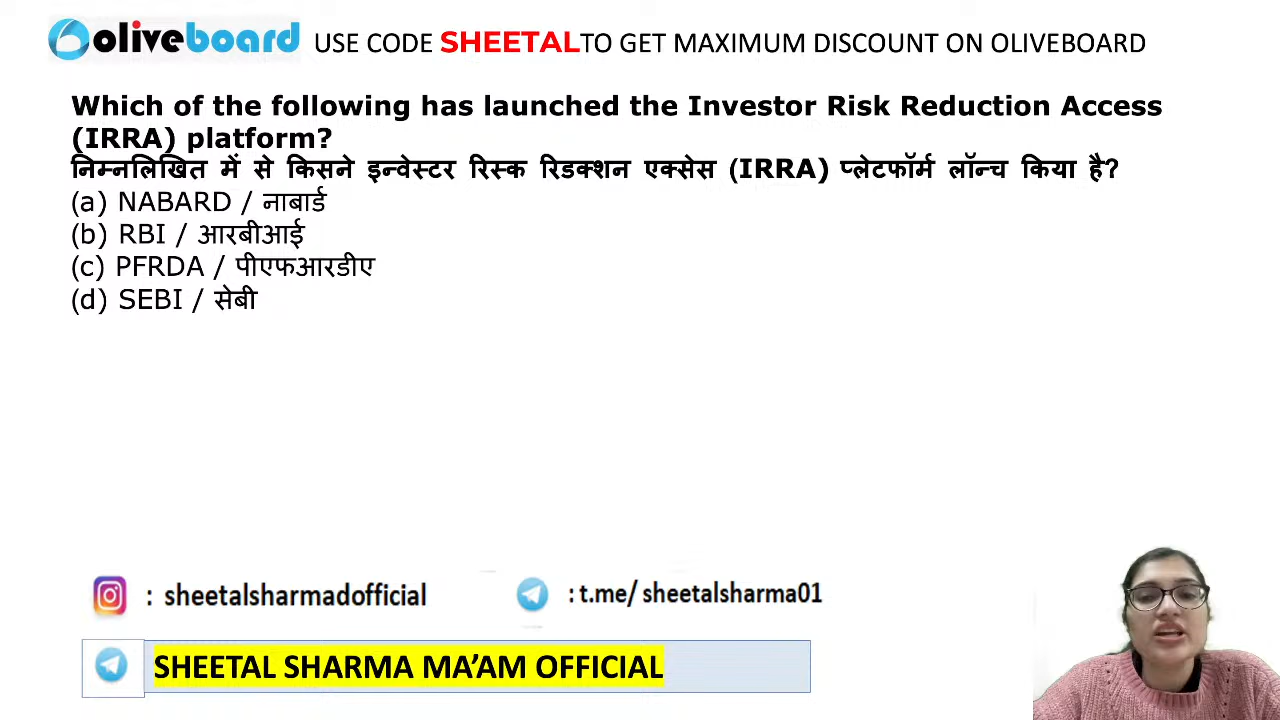 oliveboard USE CODE SHEETAL TO GET MAXIMUM DISCOUNT ON OLIVEBOARD
Which of the following has launched the Investor Risk Reduction Access
(IRRA) platform?
निम्नलिखित में से किसने इन्वेस्टर रिस्क रिडक्शन एक्सेस (IRRA) प्लेटफॉर्म लॉन्च किया है?
(a) NABARD / नाबार्ड
(b) RBI / आरबीआई
(c) PFRDA / पीएफआरडीए
(d) SEBI / सेबी
: sheetalsharmadofficial : t.me/ sheetalsharma01
SHEETAL SHARMA MA’AM OFFICIAL